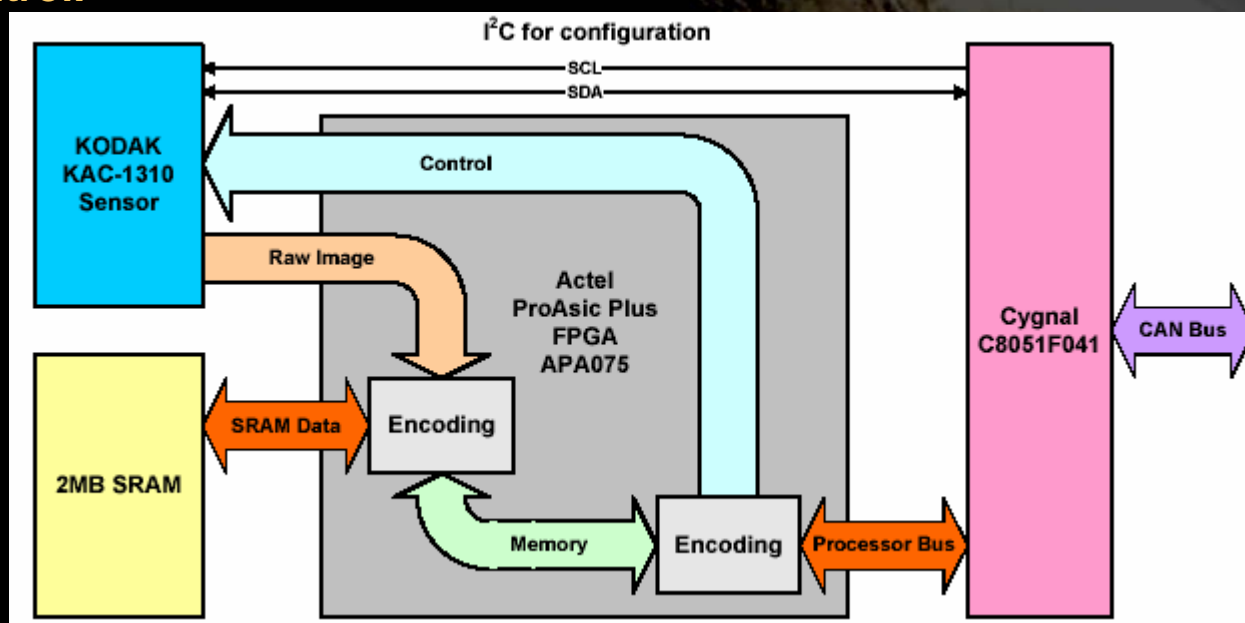 I²C for configuration
SCL
SDA
KODAK
KAC-1310
Sensor
Control
Raw Image
Actel
ProAsic Plus
FPGA
APA075
Cygnal
C8051F041
CAN Bus
2MB SRAM
SRAM Data
Encoding
Memory
Encoding
Processor Bus